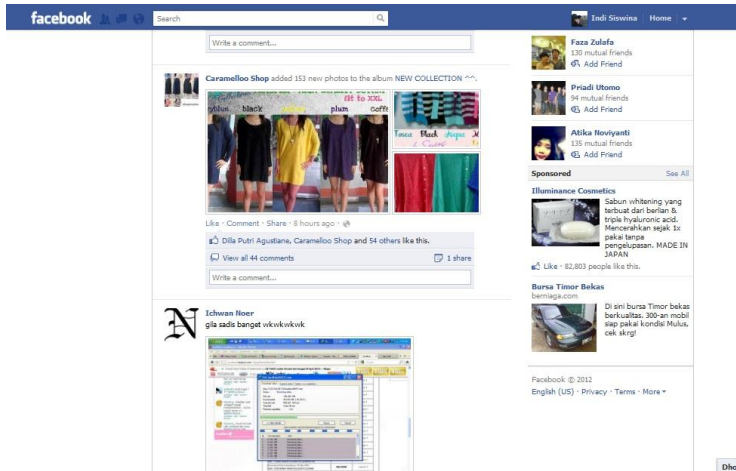 facebook
Search
Indi Siswina
Home
Write a comment...
Caramelloo Shop added 153 new photos to the album NEW COLLECTION ^^.
fit to XXL
black
plum
Black
Like · Comment · Share · 8 hours ago ·
Dilla Putri Agustiane, Caramelloo Shop and 54 others like this.
View all 44 comments
1 share
Write a comment...
Ichwan Noer
gila sadis banget wkwkwkwk
Faza Zulafa
130 mutual friends
Add Friend
Priadi Utomo
94 mutual friends
Add Friend
Atika Noviyanti
135 mutual friends
Add Friend
Sponsored
See All
Illuminance Cosmetics
Sabun whitening yang
terbuat dari berlian &
triple hyaluronic acid.
Mencerahkan sejak 1x
pakai tanpa
pengelupasan. MADE IN
JAPAN
Like · 82,803 people like this.
Bursa Timor Bekas
berniaga.com
Di sini bursa Timor bekas
berkualitas. 300-an mobil
siap pakai kondisi Mulus,
cek skrg!
Facebook © 2012
English (US) · Privacy · Terms · More